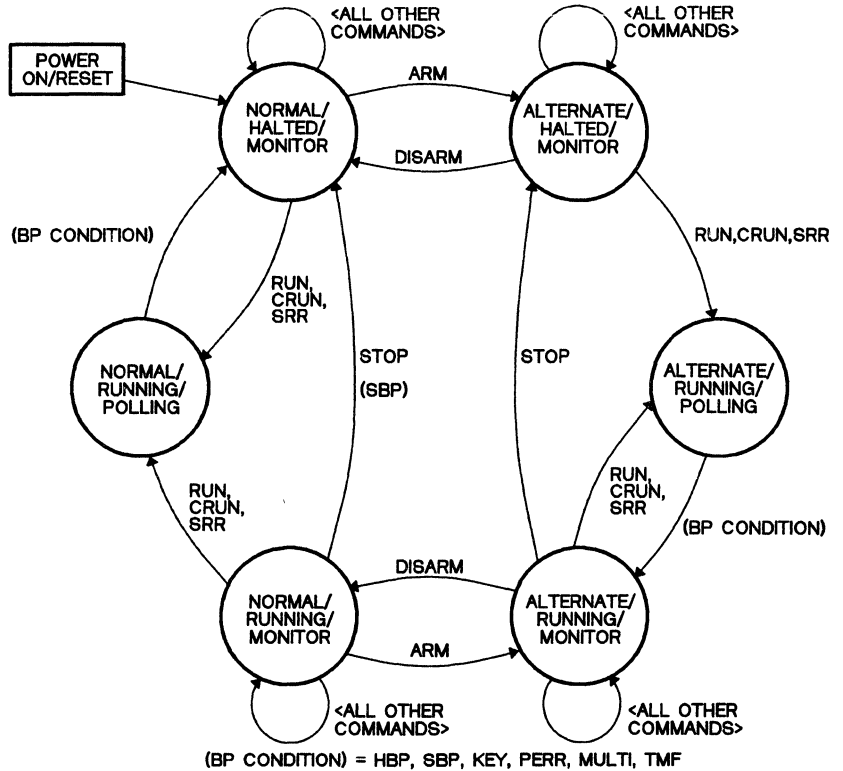 <ALL OTHER
COMMANDS>
<ALL OTHER
COMMANDS>
POWER
ON/RESET
ARM
NORMAL/
HALTED/
MONITOR
ALTERNATE/
HALTED/
MONITOR
DISARM
(BP CONDITION)
RUN,CRUN,SRR
RUN,
CRUN,
SRR
NORMAL/
RUNNING/
POLLING
STOP
(SBP)
STOP
ALTERNATE/
RUNNING/
POLLING
RUN,
CRUN,
SRR
RUN,
CRUN,
SRR
(BP CONDITION)
DISARM
NORMAL/
RUNNING/
MONITOR
ALTERNATE/
RUNNING/
MONITOR
ARM
<ALL OTHER
COMMANDS>
<ALL OTHER
COMMANDS>
(BP CONDITION) = HBP, SBP, KEY, PERR, MULTI, TMF